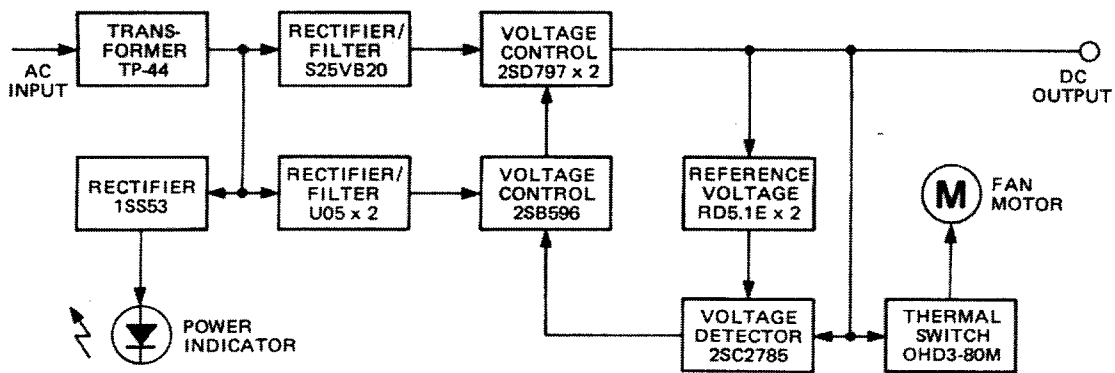 TRANS-
FORMER
TP-44
RECTIFIER/
FILTER
S25VB20
VOLTAGE
CONTROL
2SD797 x 2
AC
INPUT
DC
OUTPUT
RECTIFIER
1SS53
RECTIFIER/
FILTER
U05 x 2
VOLTAGE
CONTROL
2SB596
REFERENCE
VOLTAGE
RD5.1E x 2
M
FAN
MOTOR
POWER
INDICATOR
VOLTAGE
DETECTOR
2SC2785
THERMAL
SWITCH
OHD3-80M